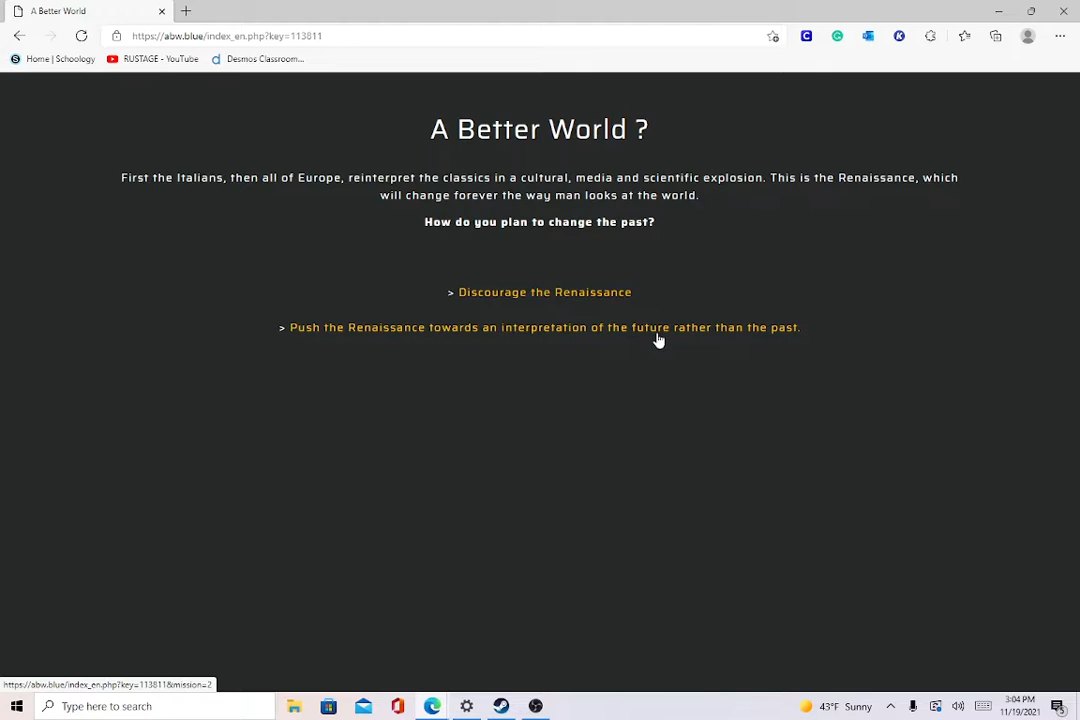 A Better World
https://abw.blue/index_en.php?key=113811
Home | Schoology
RUSTAGE - YouTube
Desmos Classroom...
A Better World ?
First the Italians, then all of Europe, reinterpret the classics in a cultural, media and scientific explosion. This is the Renaissance, which
will change forever the way man looks at the world.
How do you plan to change the past?
> Discourage the Renaissance
> Push the Renaissance towards an interpretation of the future rather than the past.
https://abw.blue/index_en.php?key=113811&mission=2
Type here to search
43°F Sunny
3:04 PM
11/19/2021